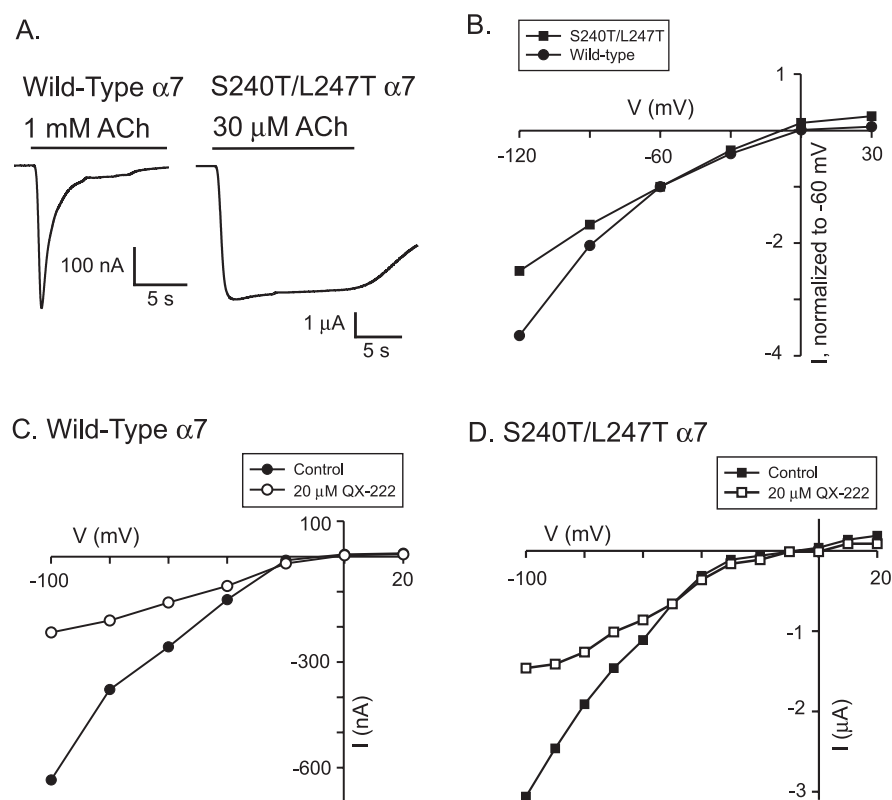 A.
Wild-Type α7
1 mM ACh
100 nA
5 s
S240T/L247T α7
30 μM ACh
1 μA
5 s
B.
S240T/L247T
Wild-type
V (mV)
1
-120
-60
30
-2
-4
I, normalized to -60 mV
C. Wild-Type α7
Control
20 μM QX-222
V (mV)
100
-100
20
-300
-600
I (nA)
D. S240T/L247T α7
Control
20 μM QX-222
V (mV)
-100
20
-1
-2
-3
I (μA)